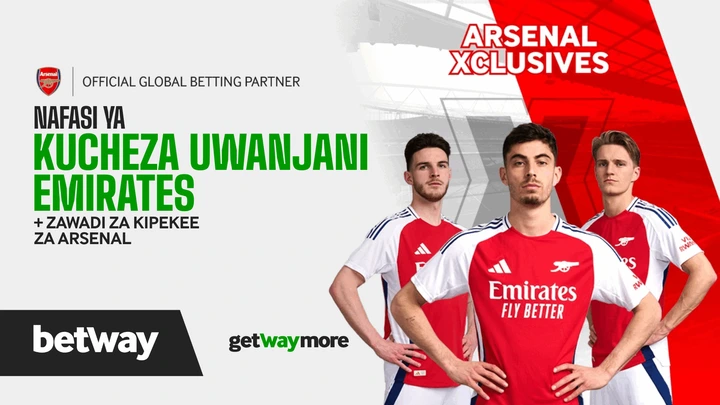 ARSENAL
XCLUSIVES
Arsenal
OFFICIAL GLOBAL BETTING PARTNER
NAFASI YA
KUCHEZA UWANJANI
EMIRATES
+ ZAWADI ZA KIPEKEE
ZA ARSENAL
Emirates
FLY BETTER
betway
getwaymore